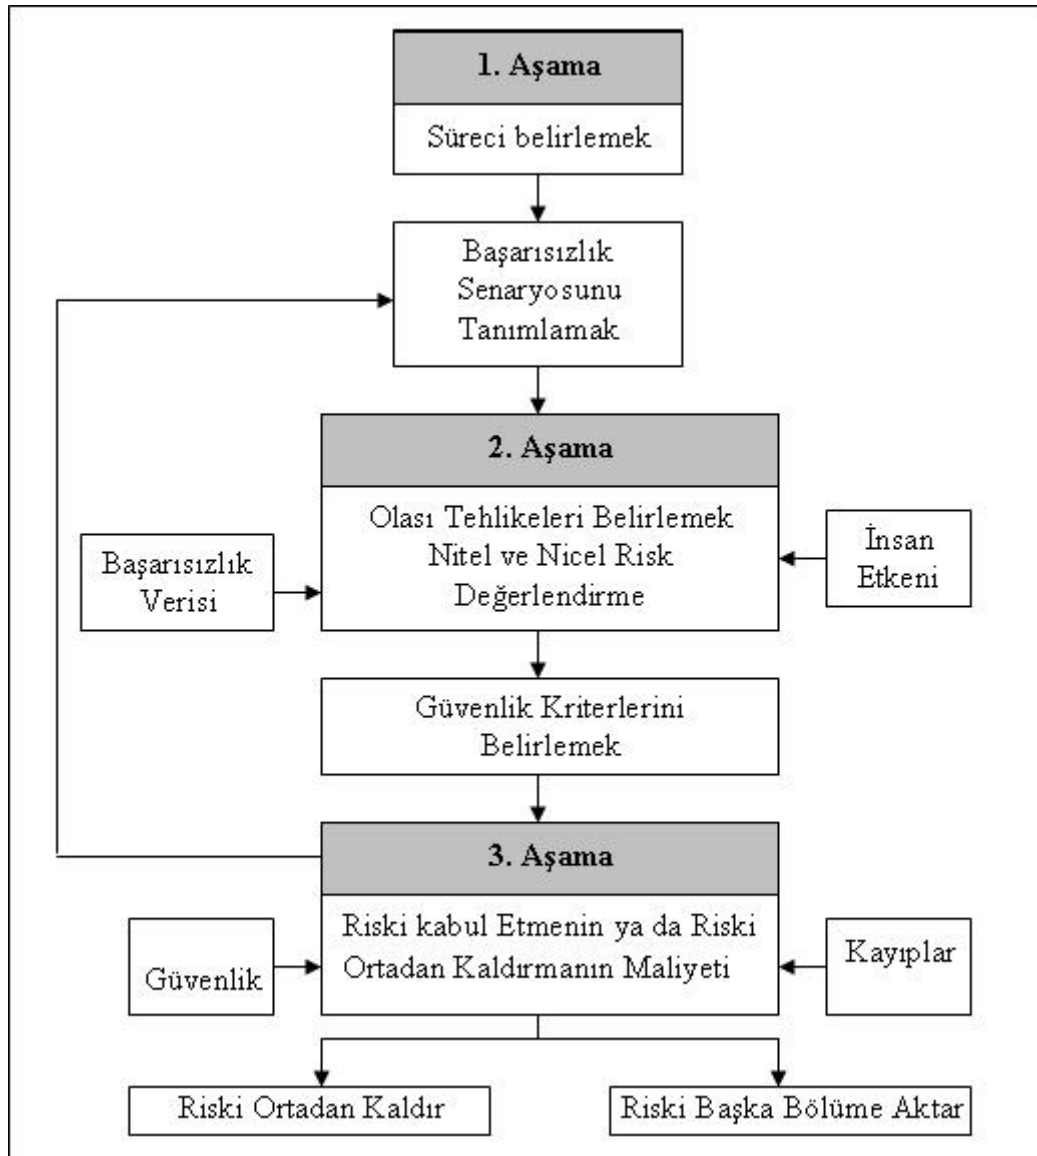 1. Aşama
Süreci belirlemek
Başarısızlık
Senaryosunu
Tanımlamak
2. Aşama
Olası Tehlikeleri Belirlemek
Nitel ve Nicel Risk
Değerlendirme
Başarısızlık
Verisi
İnsan
Etkeni
Güvenlik Kriterlerini
Belirlemek
3. Aşama
Riski kabul Etmenin ya da Riski
Ortadan Kaldırmanın Maliyeti
Güvenlik
Kayıplar
Riski Ortadan Kaldır
Riski Başka Bölüme Aktar